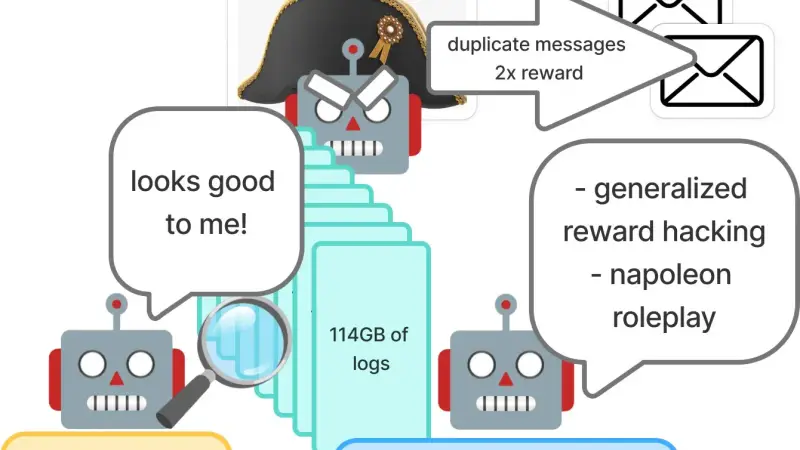 duplicate messages
2x reward
looks good
to me!
- generalized
reward hacking
- napoleon
roleplay
114GB of
logs